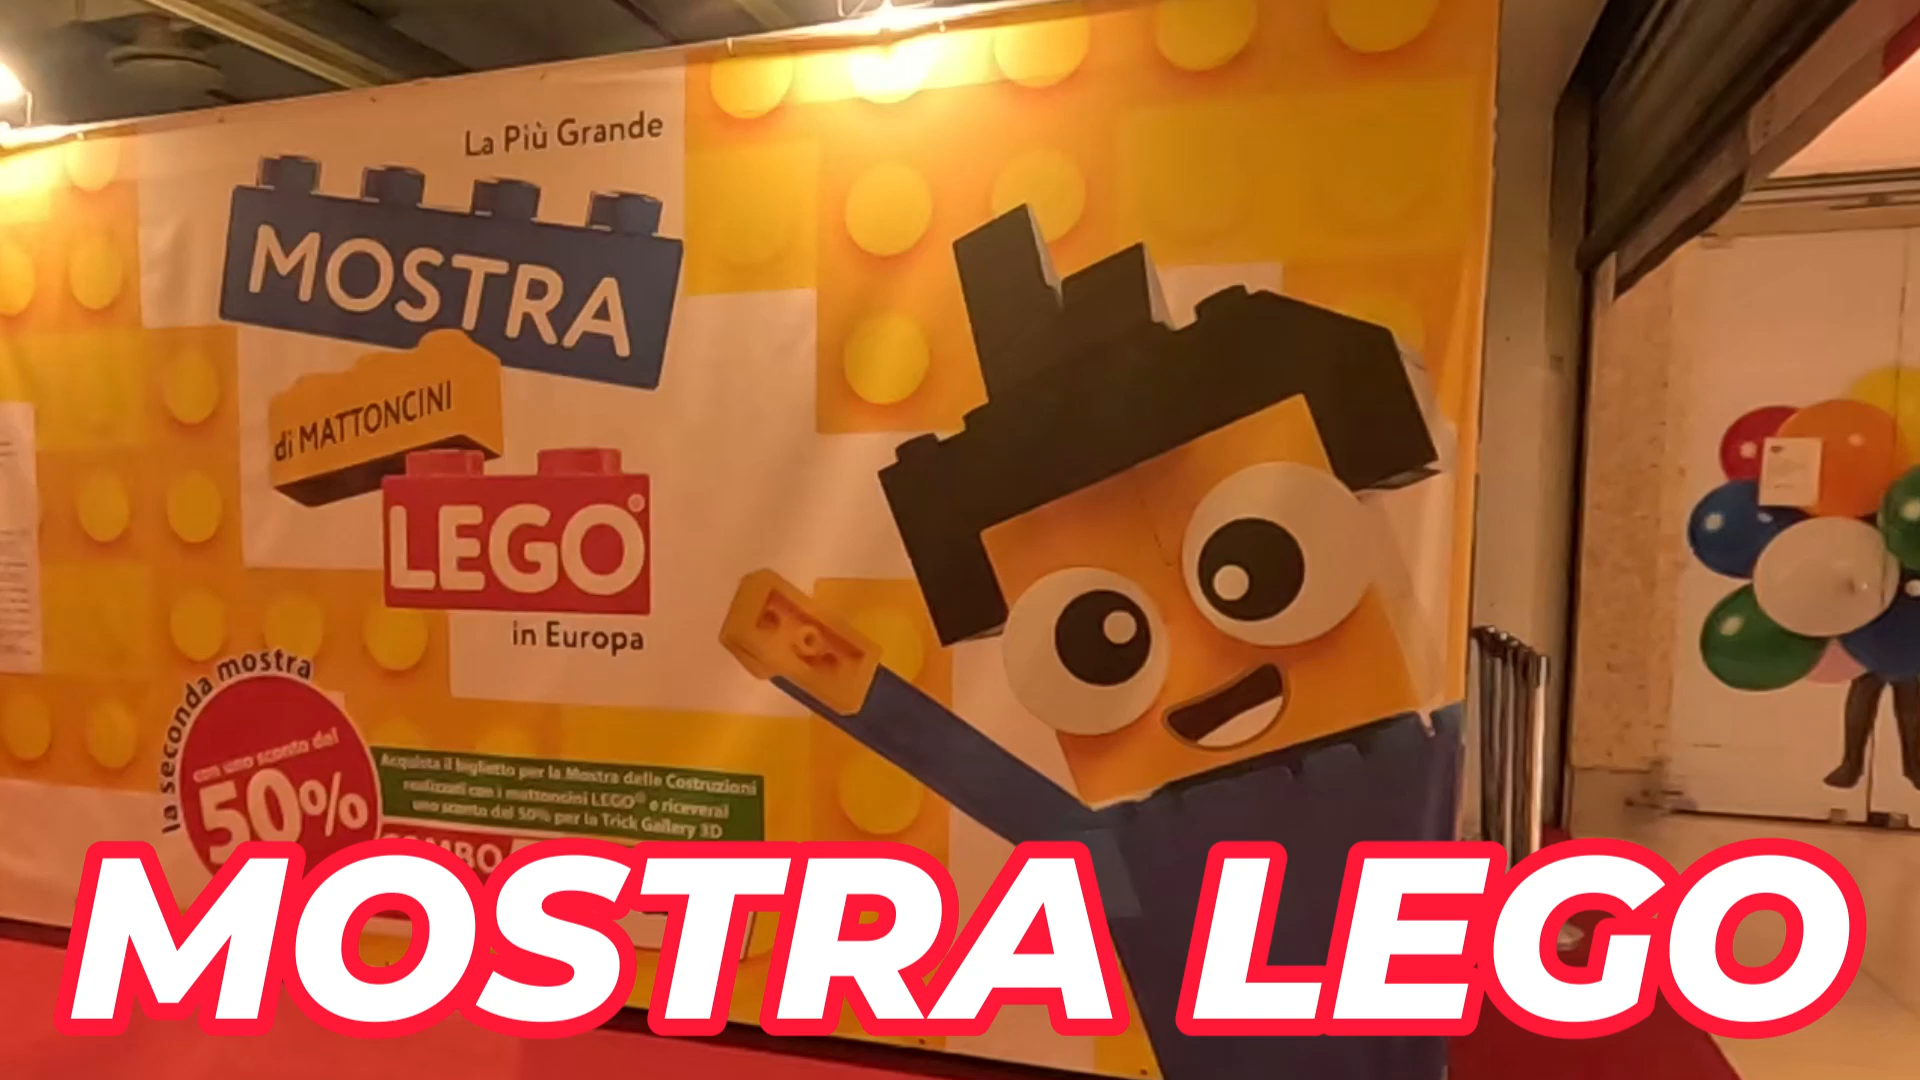 La Più Grande
MOSTRA
di MATTONCINI
LEGO®
in Europa
la seconda mostra
con uno sconto del
50%
Acquista il biglietto per la Mostra delle Costruzioni
realizzati con i mattoncini LEGO® e riceverai
uno sconto del 50% per la Trick Gallery 3D
MOSTRA LEGO